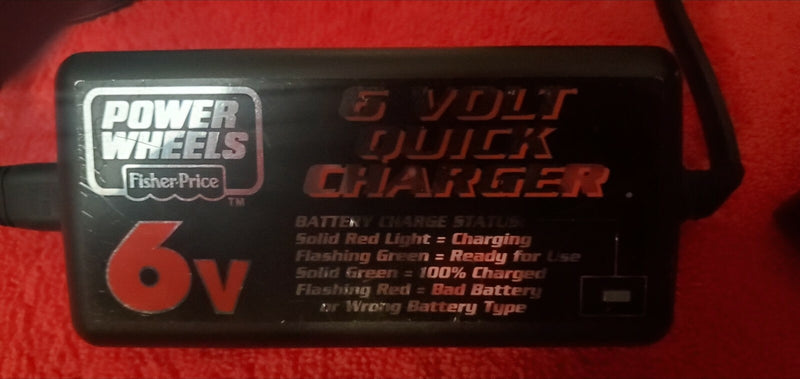 POWER
WHEELS
Fisher-Price
TM
6V
6 VOLT
QUICK
CHARGER
BATTERY CHARGE STATUS:
Solid Red Light = Charging
Flashing Green = Ready for Use
Solid Green = 100% Charged
Flashing Red = Bad Battery
or Wrong Battery Type